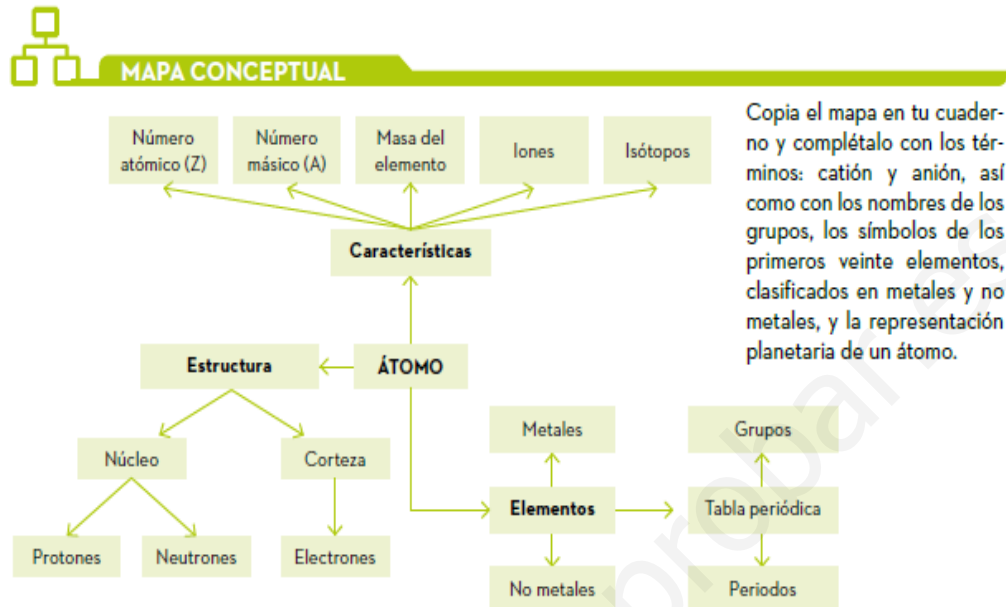 MAPA CONCEPTUAL
Número
atómico (Z)
Número
másico (A)
Masa del
elemento
Iones
Isótopos
Características
Estructura
ÁTOMO
Núcleo
Corteza
Protones
Neutrones
Electrones
Metales
Elementos
No metales
Grupos
Tabla periódica
Periodos
Copia el mapa en tu cuader-
no y complétalo con los tér-
minos: catión y anión, así
como con los nombres de los
grupos, los símbolos de los
primeros veinte elementos,
clasificados en metales y no
metales, y la representación
planetaria de un átomo.